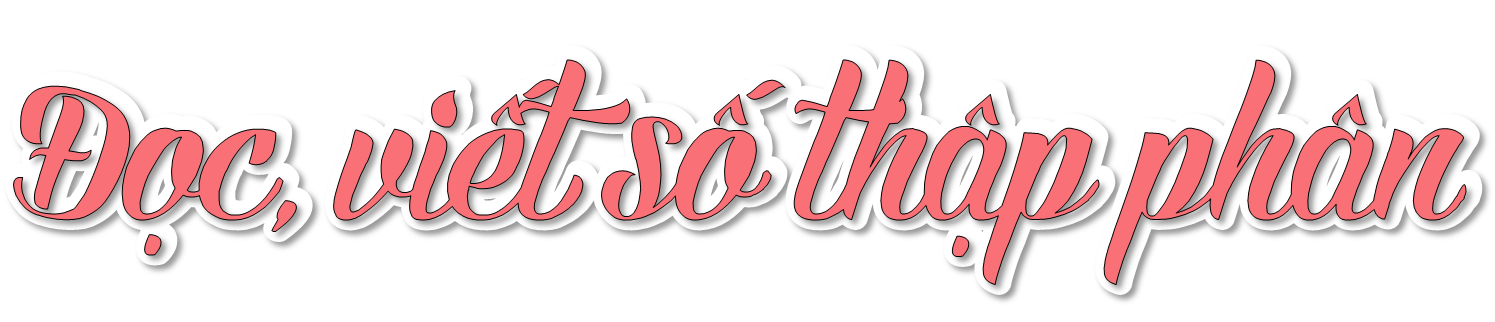 Đọc, viết số thập phân